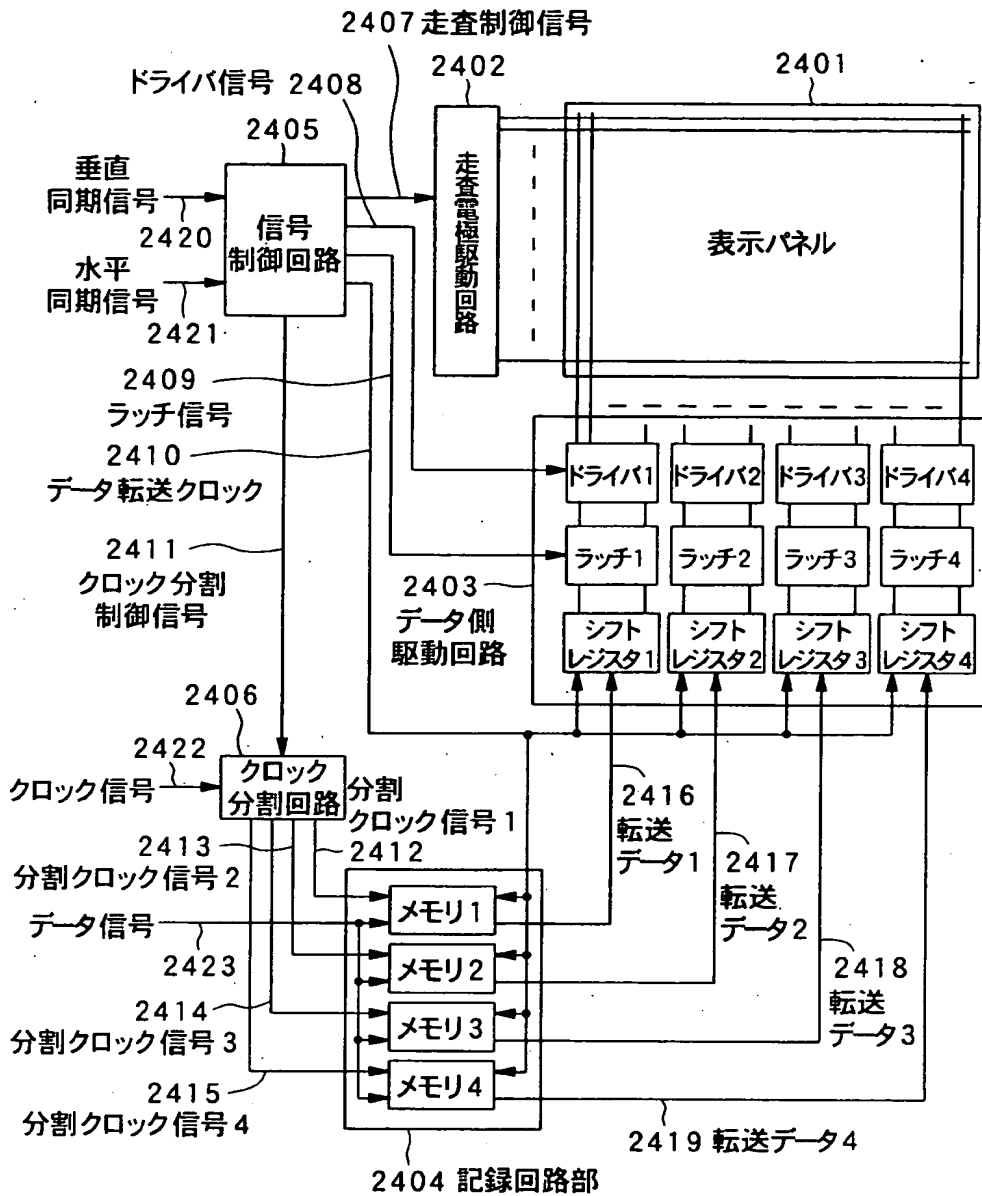 2407 走査制御信号
ドライバ信号 2408
2402
2401
2405
垂直
同期信号
2420
水平
同期信号
2421
信号
制御回路
走査電極駆動回路
表示パネル
2409
ラッチ信号
2410
データ転送クロック
2411
クロック分割
制御信号
2403
データ側
駆動回路
ドライバ1
ドライバ2
ドライバ3
ドライバ4
ラッチ1
ラッチ2
ラッチ3
ラッチ4
シフト
レジスタ1
シフト
レジスタ2
シフト
レジスタ3
シフト
レジスタ4
2406
2422
クロック信号
クロック
分割回路
分割
クロック信号1
2412
2413
分割クロック信号2
データ信号
2423
2414
分割クロック信号3
2415
分割クロック信号4
メモリ1
メモリ2
メモリ3
メモリ4
2416
転送
データ1
2417
転送
データ2
2418
転送
データ3
2419 転送データ4
2404 記録回路部